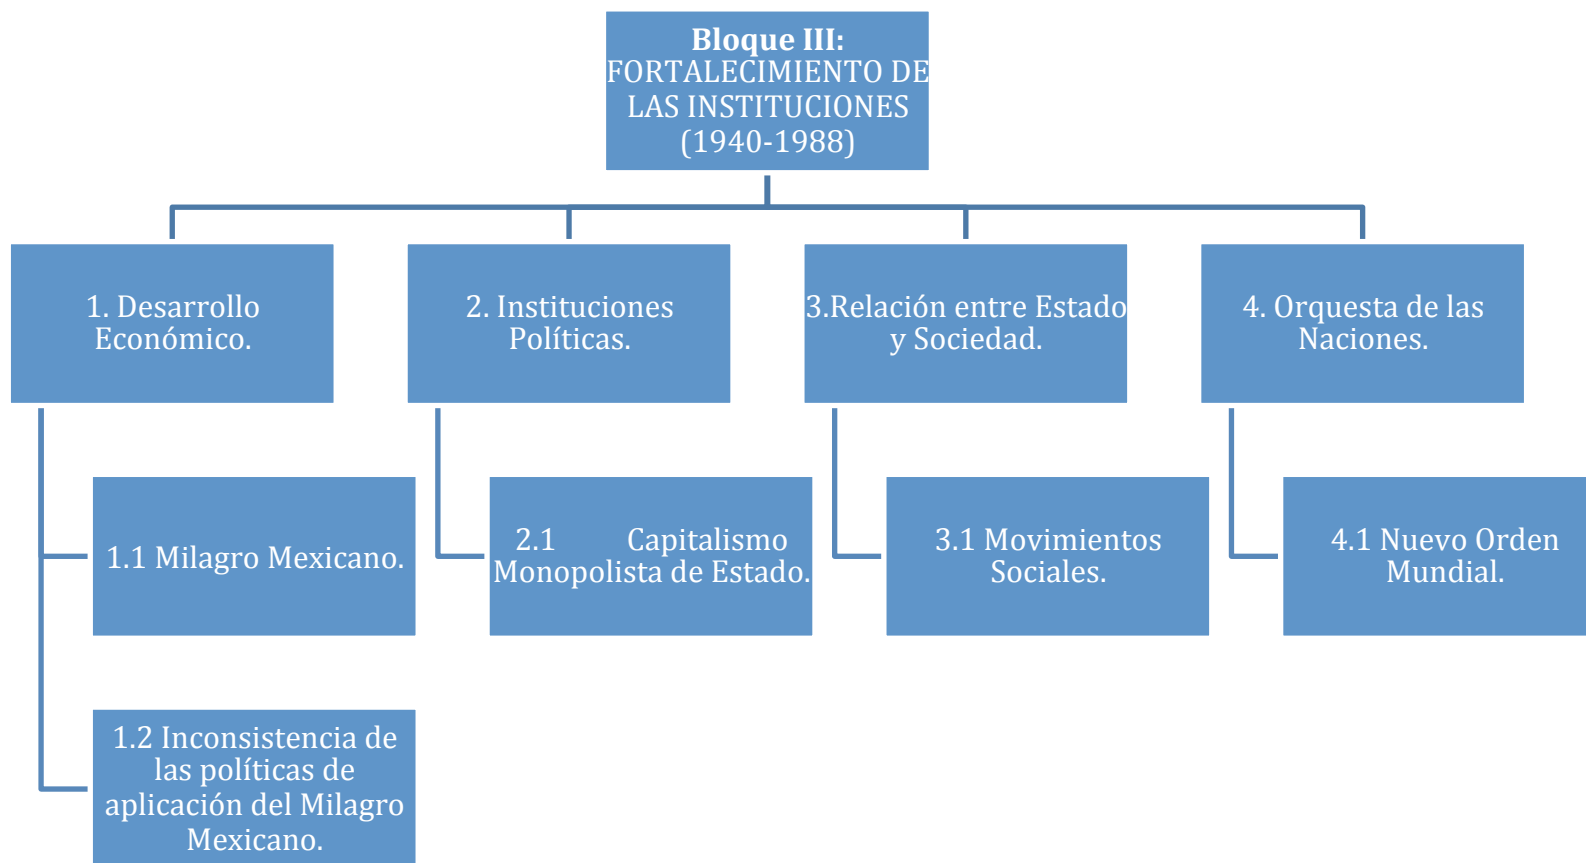 Bloque III:
FORTALECIMIENTO DE
LAS INSTITUCIONES
(1940-1988)
1. Desarrollo
Económico.
2. Instituciones
Políticas.
3.Relación entre Estado
y Sociedad.
4. Orquesta de las
Naciones.
1.1 Milagro Mexicano.
2.1 Capitalismo
Monopolista de Estado.
3.1 Movimientos
Sociales.
4.1 Nuevo Orden
Mundial.
1.2 Inconsistencia de
las políticas de
aplicación del Milagro
Mexicano.